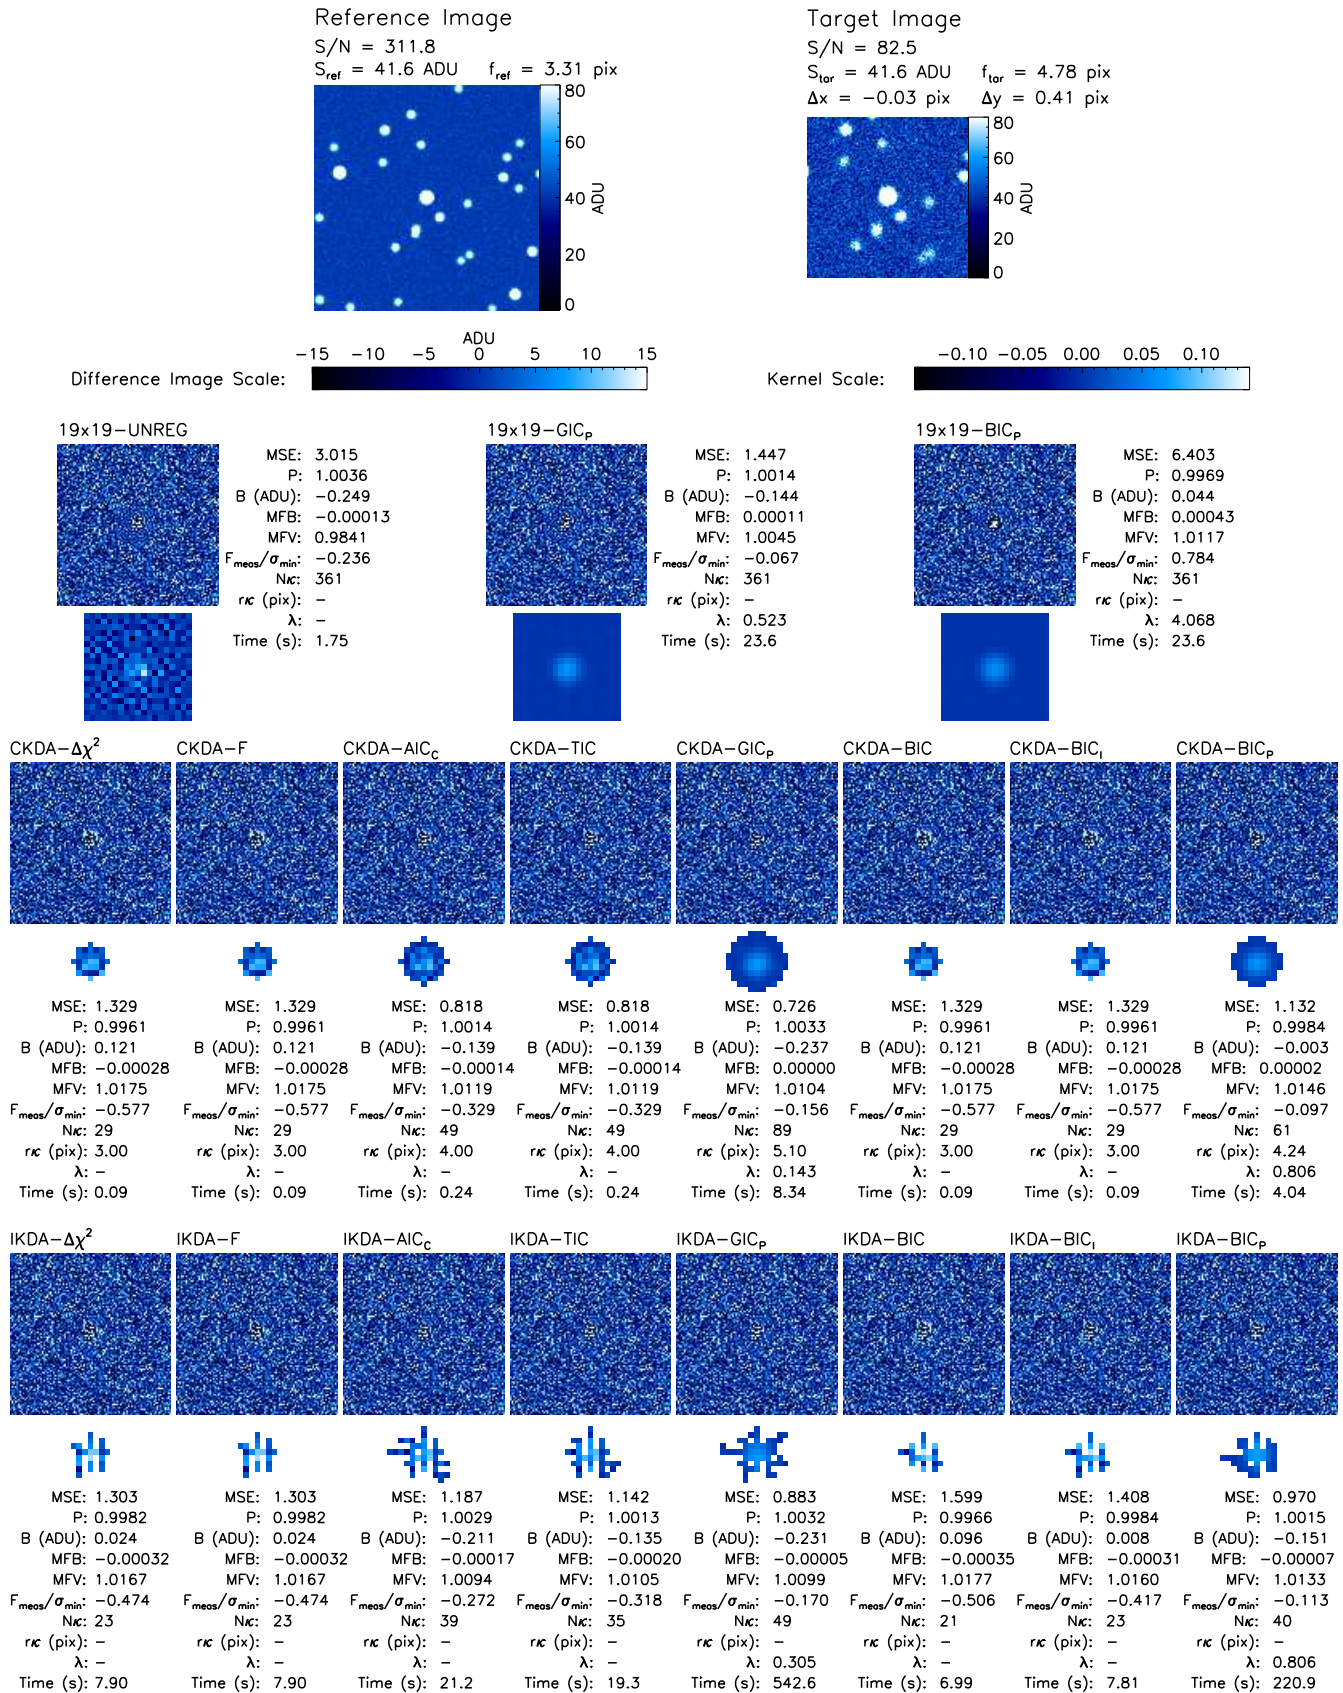 Reference Image
S/N = 311.8
S_ref = 41.6 ADU f_ref = 3.31 pix
80
60
40
20
0
ADU
Target Image
S/N = 82.5
S_tar = 41.6 ADU f_tar = 4.78 pix
Δx = −0.03 pix Δy = 0.41 pix
80
60
40
20
0
ADU
ADU
−15 −10 −5 0 5 10 15
Difference Image Scale:
−0.10 −0.05 0.00 0.05 0.10
Kernel Scale:
19x19−UNREG
MSE: 3.015
P: 1.0036
B (ADU): −0.249
MFB: −0.00013
MFV: 0.9841
F_meas/σ_min: −0.236
Nκ: 361
rκ (pix): −
λ: −
Time (s): 1.75
19x19−GIC_P
MSE: 1.447
P: 1.0014
B (ADU): −0.144
MFB: 0.00011
MFV: 1.0045
F_meas/σ_min: −0.067
Nκ: 361
rκ (pix): −
λ: 0.523
Time (s): 23.6
19x19−BIC_P
MSE: 6.403
P: 0.9969
B (ADU): 0.044
MFB: 0.00043
MFV: 1.0117
F_meas/σ_min: 0.784
Nκ: 361
rκ (pix): −
λ: 4.068
Time (s): 23.6
CKDA−Δχ² CKDA−F CKDA−AIC_C CKDA−TIC CKDA−GIC_P CKDA−BIC CKDA−BIC_I CKDA−BIC_P
MSE: 1.329 MSE: 1.329 MSE: 0.818 MSE: 0.818 MSE: 0.726 MSE: 1.329 MSE: 1.329 MSE: 1.132
P: 0.9961 P: 0.9961 P: 1.0014 P: 1.0014 P: 1.0033 P: 0.9961 P: 0.9961 P: 0.9984
B (ADU): 0.121 B (ADU): 0.121 B (ADU): −0.139 B (ADU): −0.139 B (ADU): −0.237 B (ADU): 0.121 B (ADU): 0.121 B (ADU): −0.003
MFB: −0.00028 MFB: −0.00028 MFB: −0.00014 MFB: −0.00014 MFB: 0.00000 MFB: −0.00028 MFB: −0.00028 MFB: 0.00002
MFV: 1.0175 MFV: 1.0175 MFV: 1.0119 MFV: 1.0119 MFV: 1.0104 MFV: 1.0175 MFV: 1.0175 MFV: 1.0146
F_meas/σ_min: −0.577 F_meas/σ_min: −0.577 F_meas/σ_min: −0.329 F_meas/σ_min: −0.329 F_meas/σ_min: −0.156 F_meas/σ_min: −0.577 F_meas/σ_min: −0.577 F_meas/σ_min: −0.097
Nκ: 29 Nκ: 29 Nκ: 49 Nκ: 49 Nκ: 89 Nκ: 29 Nκ: 29 Nκ: 61
rκ (pix): 3.00 rκ (pix): 3.00 rκ (pix): 4.00 rκ (pix): 4.00 rκ (pix): 5.10 rκ (pix): 3.00 rκ (pix): 3.00 rκ (pix): 4.24
λ: − λ: − λ: − λ: − λ: 0.143 λ: − λ: − λ: 0.806
Time (s): 0.09 Time (s): 0.09 Time (s): 0.24 Time (s): 0.24 Time (s): 8.34 Time (s): 0.09 Time (s): 0.09 Time (s): 4.04
IKDA−Δχ² IKDA−F IKDA−AIC_C IKDA−TIC IKDA−GIC_P IKDA−BIC IKDA−BIC_I IKDA−BIC_P
MSE: 1.303 MSE: 1.303 MSE: 1.187 MSE: 1.142 MSE: 0.883 MSE: 1.599 MSE: 1.408 MSE: 0.970
P: 0.9982 P: 0.9982 P: 1.0029 P: 1.0013 P: 1.0032 P: 0.9966 P: 0.9984 P: 1.0015
B (ADU): 0.024 B (ADU): 0.024 B (ADU): −0.211 B (ADU): −0.135 B (ADU): −0.231 B (ADU): 0.096 B (ADU): 0.008 B (ADU): −0.151
MFB: −0.00032 MFB: −0.00032 MFB: −0.00017 MFB: −0.00020 MFB: −0.00005 MFB: −0.00035 MFB: −0.00031 MFB: −0.00007
MFV: 1.0167 MFV: 1.0167 MFV: 1.0094 MFV: 1.0105 MFV: 1.0099 MFV: 1.0177 MFV: 1.0160 MFV: 1.0133
F_meas/σ_min: −0.474 F_meas/σ_min: −0.474 F_meas/σ_min: −0.272 F_meas/σ_min: −0.318 F_meas/σ_min: −0.170 F_meas/σ_min: −0.506 F_meas/σ_min: −0.417 F_meas/σ_min: −0.113
Nκ: 23 Nκ: 23 Nκ: 39 Nκ: 35 Nκ: 49 Nκ: 21 Nκ: 23 Nκ: 40
rκ (pix): − rκ (pix): − rκ (pix): − rκ (pix): − rκ (pix): − rκ (pix): − rκ (pix): − rκ (pix): −
λ: − λ: − λ: − λ: − λ: 0.305 λ: − λ: − λ: 0.806
Time (s): 7.90 Time (s): 7.90 Time (s): 21.2 Time (s): 19.3 Time (s): 542.6 Time (s): 6.99 Time (s): 7.81 Time (s): 220.9